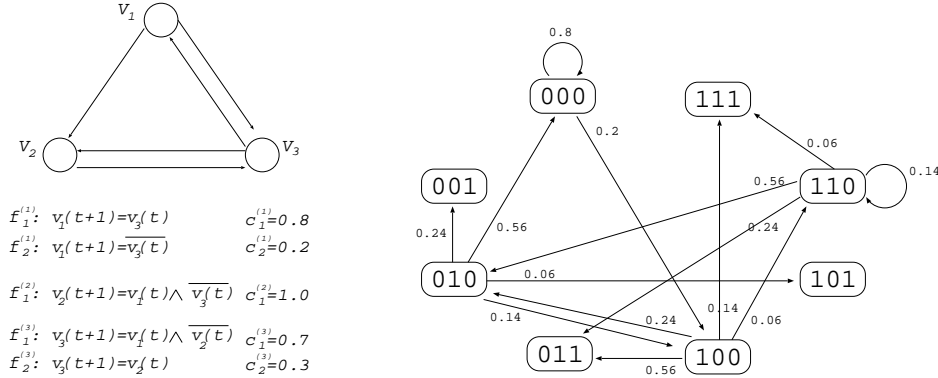 V1
V2
V3
f1(1): v1(t+1)=v3(t) c1(1)=0.8
f2(1): v1(t+1)=v̅3̅(̅t̅)̅ c2(1)=0.2
f1(2): v2(t+1)=v1(t)∧ v̅3̅(̅t̅)̅ c1(2)=1.0
f1(3): v3(t+1)=v1(t)∧ v̅2̅(̅t̅)̅ c1(3)=0.7
f2(3): v3(t+1)=v2(t) c2(3)=0.3
0.8
000
111
0.2
0.06
0.14
001
0.56
110
0.24
0.56
0.24
010
0.06
101
0.14
0.24
0.14
0.06
011
0.56
100